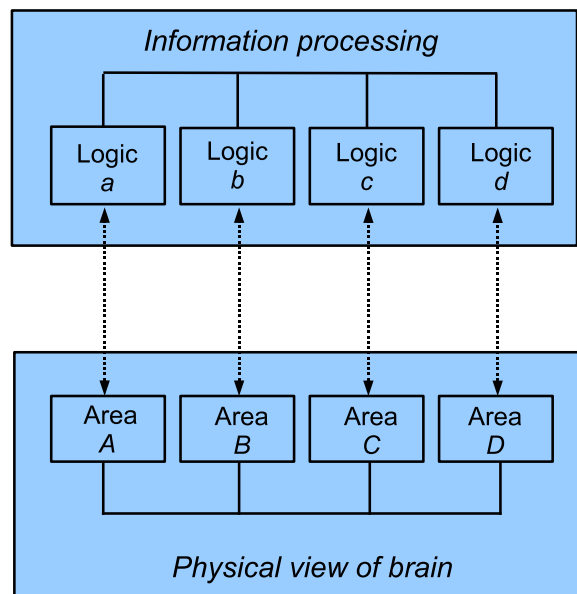 Information processing
Logic
a
Logic
b
Logic
c
Logic
d
Area
A
Area
B
Area
C
Area
D
Physical view of brain